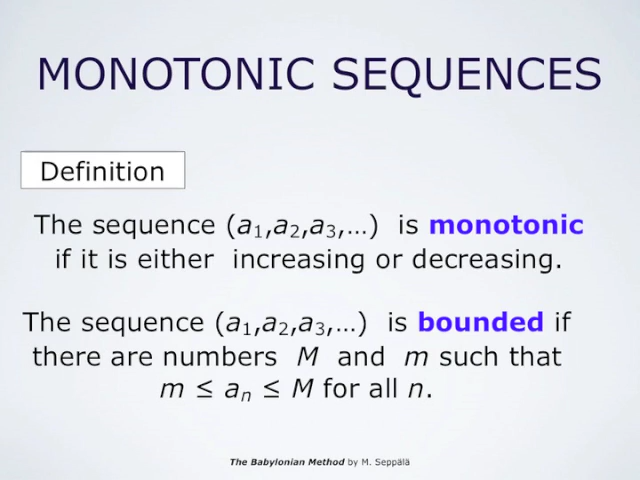 MONOTONIC SEQUENCES
Definition
The sequence (a₁,a₂,a₃,…) is monotonic
if it is either increasing or decreasing.
The sequence (a₁,a₂,a₃,…) is bounded if
there are numbers M and m such that
m ≤ aₙ ≤ M for all n.
The Babylonian Method by M. Seppälä